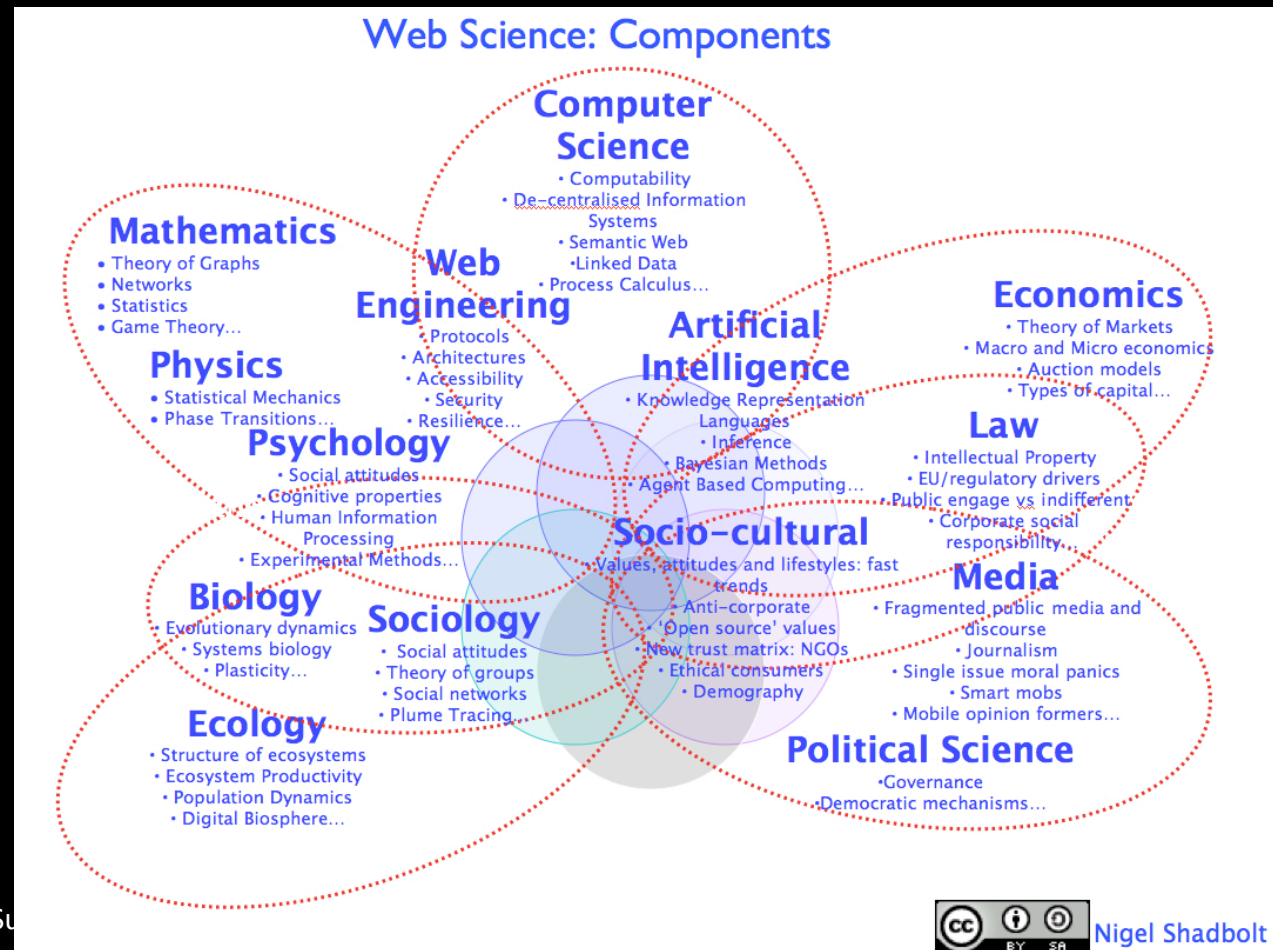 Web Science: Components
Computer
Science
• Computability
• De-centralised Information
Systems
• Semantic Web
•Linked Data
• Process Calculus...
Mathematics
• Theory of Graphs
• Networks
• Statistics
• Game Theory...
Physics
• Statistical Mechanics
• Phase Transitions...
Web
Engineering
• Protocols
• Architectures
• Accessibility
• Security
• Resilience...
Artificial
Intelligence
• Knowledge Representation
Languages
• Inference
• Bayesian Methods
• Agent Based Computing...
Economics
• Theory of Markets
• Macro and Micro economics
• Auction models
• Types of capital...
Law
• Intellectual Property
• EU/regulatory drivers
• Public engage vs indifferent
• Corporate social
responsibility...
Psychology
• Social attitudes
• Cognitive properties
• Human Information
Processing
• Experimental Methods...
Socio-cultural
• Values, attitudes and lifestyles: fast
trends
• Anti-corporate
• 'Open source' values
• New trust matrix: NGOs
• Ethical consumers
• Demography
Biology
• Evolutionary dynamics
• Systems biology
• Plasticity...
Sociology
• Social attitudes
• Theory of groups
• Social networks
• Plume Tracing...
Media
• Fragmented public media and
discourse
• Journalism
• Single issue moral panics
• Smart mobs
• Mobile opinion formers...
Ecology
• Structure of ecosystems
• Ecosystem Productivity
• Population Dynamics
• Digital Biosphere...
Political Science
•Governance
•Democratic mechanisms...
cc
BY SA
Nigel Shadbolt